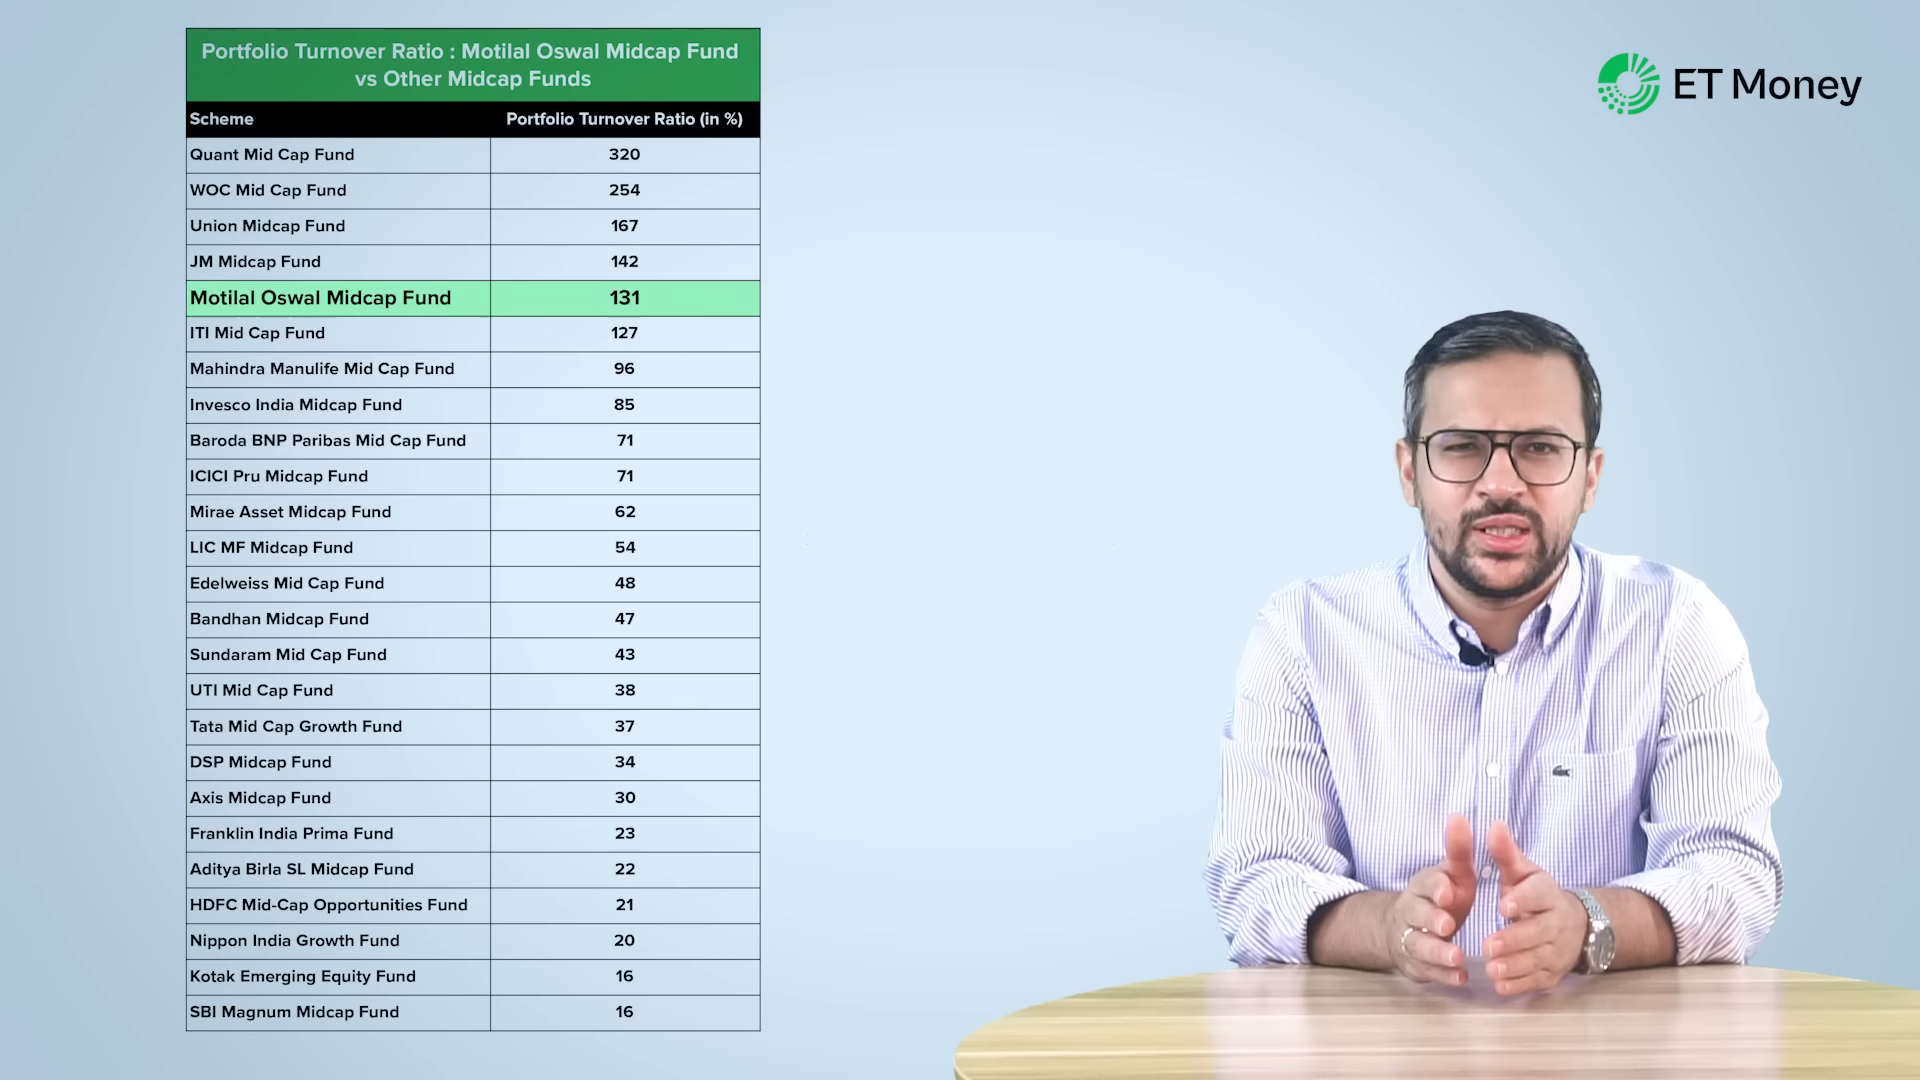 Portfolio Turnover Ratio : Motilal Oswal Midcap Fund
vs Other Midcap Funds
Scheme Portfolio Turnover Ratio (in %)
Quant Mid Cap Fund 320
WOC Mid Cap Fund 254
Union Midcap Fund 167
JM Midcap Fund 142
Motilal Oswal Midcap Fund 131
ITI Mid Cap Fund 127
Mahindra Manulife Mid Cap Fund 96
Invesco India Midcap Fund 85
Baroda BNP Paribas Mid Cap Fund 71
ICICI Pru Midcap Fund 71
Mirae Asset Midcap Fund 62
LIC MF Midcap Fund 54
Edelweiss Mid Cap Fund 48
Bandhan Midcap Fund 47
Sundaram Mid Cap Fund 43
UTI Mid Cap Fund 38
Tata Mid Cap Growth Fund 37
DSP Midcap Fund 34
Axis Midcap Fund 30
Franklin India Prima Fund 23
Aditya Birla SL Midcap Fund 22
HDFC Mid-Cap Opportunities Fund 21
Nippon India Growth Fund 20
Kotak Emerging Equity Fund 16
SBI Magnum Midcap Fund 16
ET Money